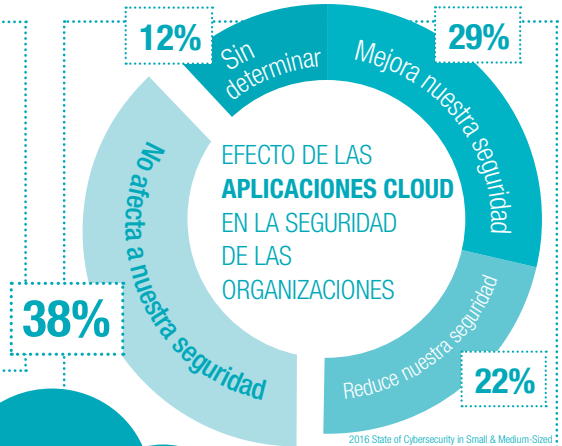 12%
Sin
determinar
29%
Mejora nuestra seguridad
EFECTO DE LAS
APLICACIONES CLOUD
EN LA SEGURIDAD
DE LAS
ORGANIZACIONES
No afecta a nuestra seguridad
38%
Reduce nuestra seguridad
22%
2016 State of Cybersecurity in Small & Medium-Sized